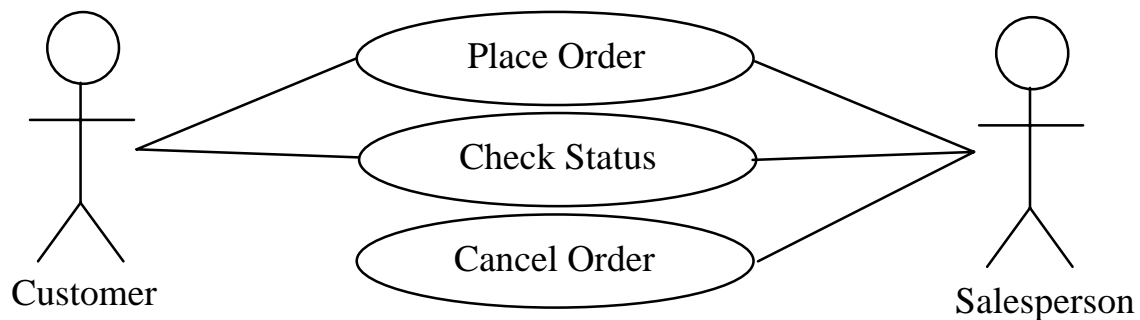 Place Order
Check Status
Cancel Order
Customer
Salesperson